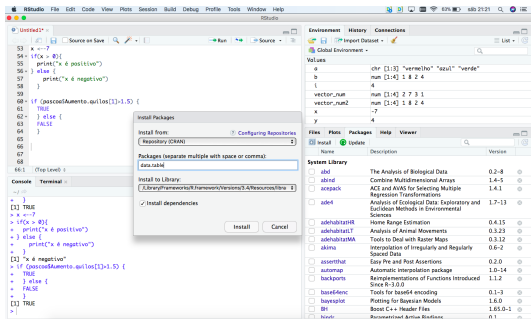 RStudio File Edit Code View Plots Session Build Debug Profile Tools Window Help
83% sáb 21:21
RStudio
Untitled1*
Source on Save
Run
Source
53 x <--7
54 if(x > 0){
55 print("x é positivo")
56 } else {
57 print("x é negativo")
58 }
59
60 if (pascoa$Aumento.quilos[1]>1.5) {
61 TRUE
62 } else {
63 FALSE
64 }
65
66
67
68
66:1 (Top Level)
Console Terminal
+ }
[1] TRUE
> x <--7
> if(x > 0){
+ print("x é positivo")
+ } else {
+ print("x é negativo")
+ }
[1] "x é negativo"
> if (pascoa$Aumento.quilos[1]>1.5) {
+ TRUE
+ } else {
+ FALSE
+ }
[1] TRUE
>
Install Packages
Install from:
Configuring Repositories
Repository (CRAN)
Packages (separate multiple with space or comma):
data.table
Install to Library:
/Library/Frameworks/R.framework/Versions/3.4/Resources/libra
Install dependencies
Install Cancel
Environment History Connections
Import Dataset
List
Global Environment
Values
a chr [1:3] "vermelho" "azul" "verde"
b num [1:4] 1 8 2 4
i 4
vector_num num [1:4] 2 7 3 1
vector_num2 num [1:4] 1 8 2 4
x -7
y 4
Files Plots Packages Help Viewer
Install Update
Name Description Version
System Library
abd The Analysis of Biological Data 0.2-8
abind Combine Multidimensional Arrays 1.4-5
acepack ACE and AVAS for Selecting Multiple Regression Transformations 1.4.1
ade4 Analysis of Ecological Data: Exploratory and Euclidean Methods in Environmental Sciences 1.7-13
adehabitatHR Home Range Estimation 0.4.15
adehabitatLT Analysis of Animal Movements 0.3.23
adehabitatMA Tools to Deal with Raster Maps 0.3.12
akima Interpolation of Irregularly and Regularly Spaced Data 0.6-2
assertthat Easy Pre and Post Assertions 0.2.0
automap Automatic interpolation package 1.0-14
backports Reimplementations of Functions Introduced Since R-3.0.0 1.1.2
base64enc Tools for base64 encoding 0.1-3
bayesplot Plotting for Bayesian Models 1.6.0
BH Boost C++ Header Files 1.65.0-1
bindr Parametrized Active Bindings 0.1